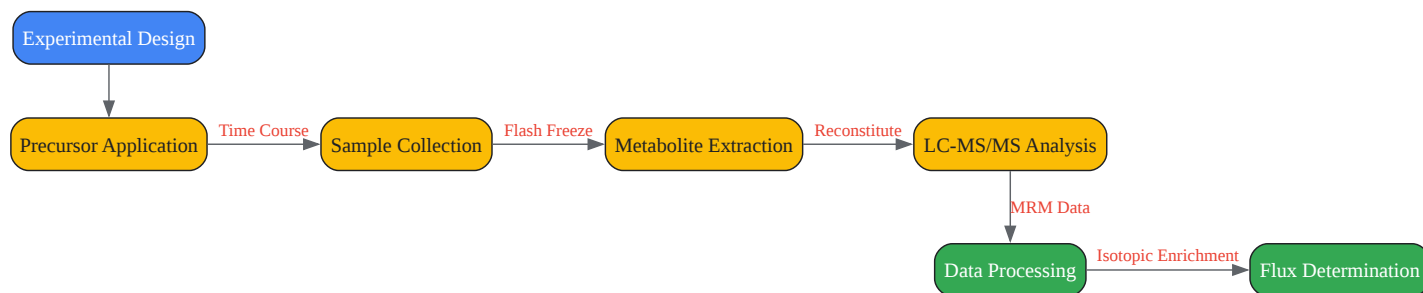 Experimental Design
Precursor Application
Time Course
Sample Collection
Flash Freeze
Metabolite Extraction
Reconstitute
LC-MS/MS Analysis
MRM Data
Data Processing
Isotopic Enrichment
Flux Determination